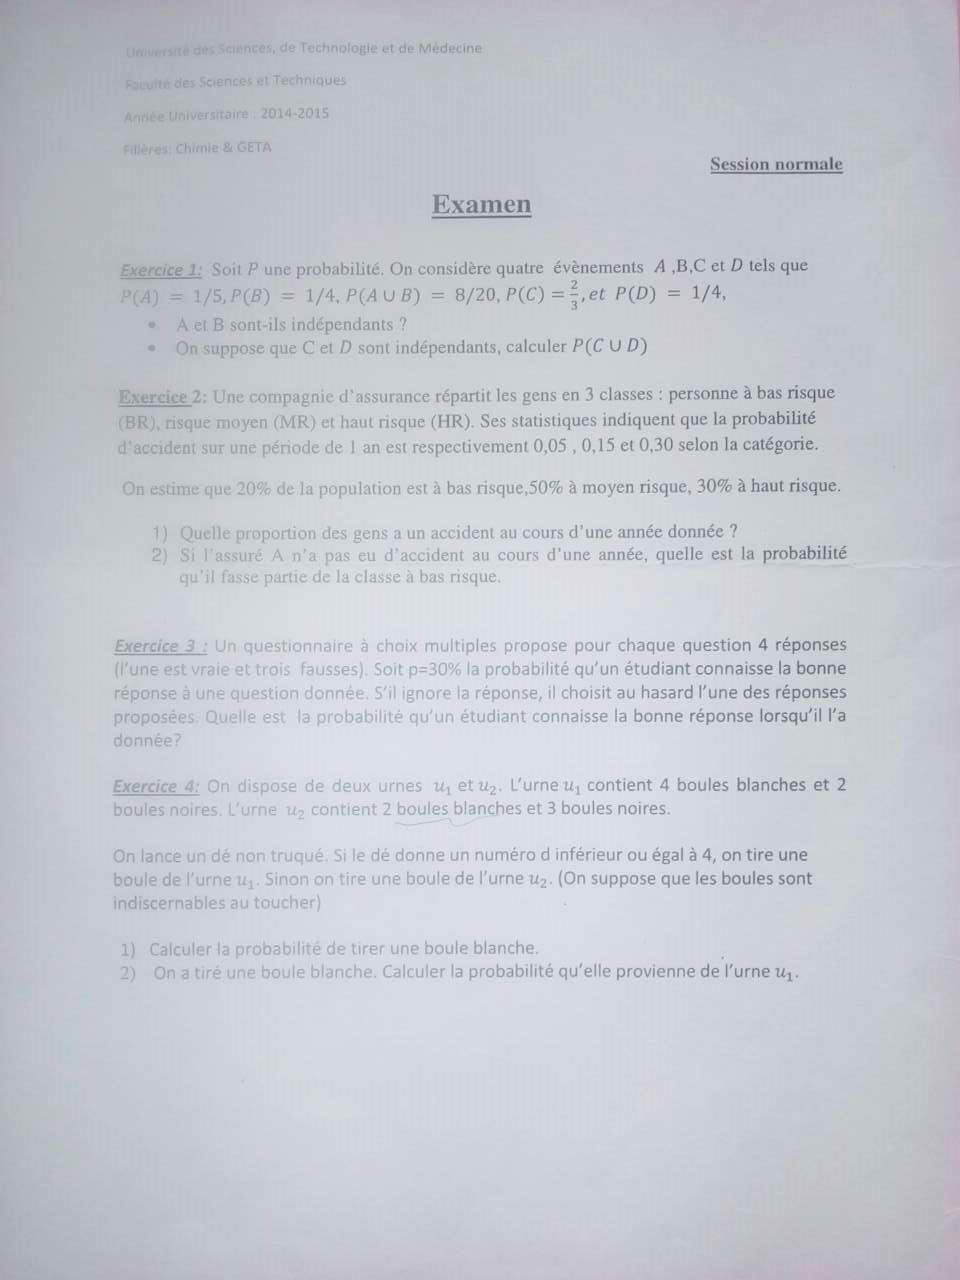 Université des Sciences, de Technologie et de Médecine
Faculté des Sciences et Techniques
Année Universitaire : 2014-2015
Filières: Chimie & GETA
Session normale
Examen
Exercice 1: Soit P une probabilité. On considère quatre évènements A ,B,C et D tels que
P(A) = 1/5, P(B) = 1/4, P(A ∪ B) = 8/20, P(C) = 2/3, et P(D) = 1/4,
• A et B sont-ils indépendants ?
• On suppose que C et D sont indépendants, calculer P(C ∪ D)
Exercice 2: Une compagnie d'assurance répartit les gens en 3 classes : personne à bas risque
(BR), risque moyen (MR) et haut risque (HR). Ses statistiques indiquent que la probabilité
d'accident sur une période de 1 an est respectivement 0,05 , 0,15 et 0,30 selon la catégorie.
On estime que 20% de la population est à bas risque,50% à moyen risque, 30% à haut risque.
1) Quelle proportion des gens a un accident au cours d'une année donnée ?
2) Si l'assuré A n'a pas eu d'accident au cours d'une année, quelle est la probabilité
qu'il fasse partie de la classe à bas risque.
Exercice 3 : Un questionnaire à choix multiples propose pour chaque question 4 réponses
(l'une est vraie et trois fausses). Soit p=30% la probabilité qu'un étudiant connaisse la bonne
réponse à une question donnée. S'il ignore la réponse, il choisit au hasard l'une des réponses
proposées. Quelle est la probabilité qu'un étudiant connaisse la bonne réponse lorsqu'il l'a
donnée?
Exercice 4: On dispose de deux urnes u₁ et u₂. L'urne u₁ contient 4 boules blanches et 2
boules noires. L'urne u₂ contient 2 boules blanches et 3 boules noires.
On lance un dé non truqué. Si le dé donne un numéro d inférieur ou égal à 4, on tire une
boule de l'urne u₁. Sinon on tire une boule de l'urne u₂. (On suppose que les boules sont
indiscernables au toucher)
1) Calculer la probabilité de tirer une boule blanche.
2) On a tiré une boule blanche. Calculer la probabilité qu'elle provienne de l'urne u₁.